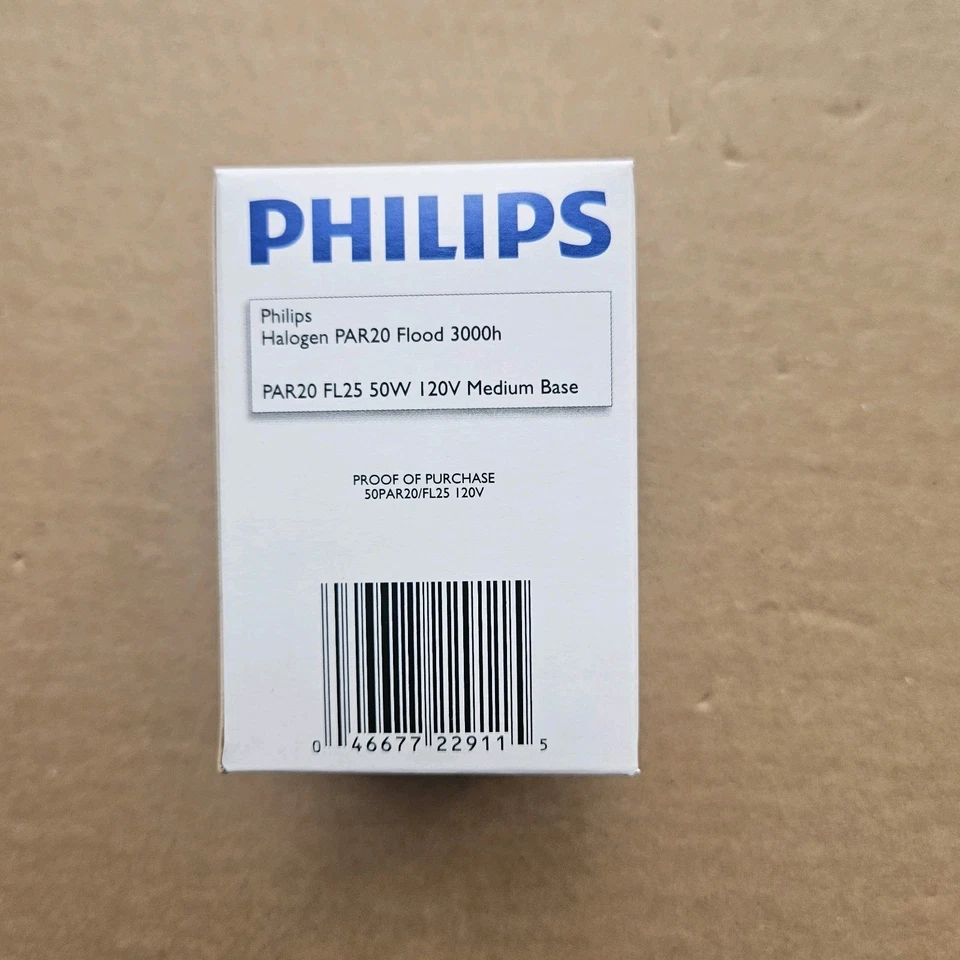 PHILIPS
Philips
Halogen PAR20 Flood 3000h
PAR20 FL25 50W 120V Medium Base
PROOF OF PURCHASE
50PAR20/FL25 120V
0 46677 22911 5